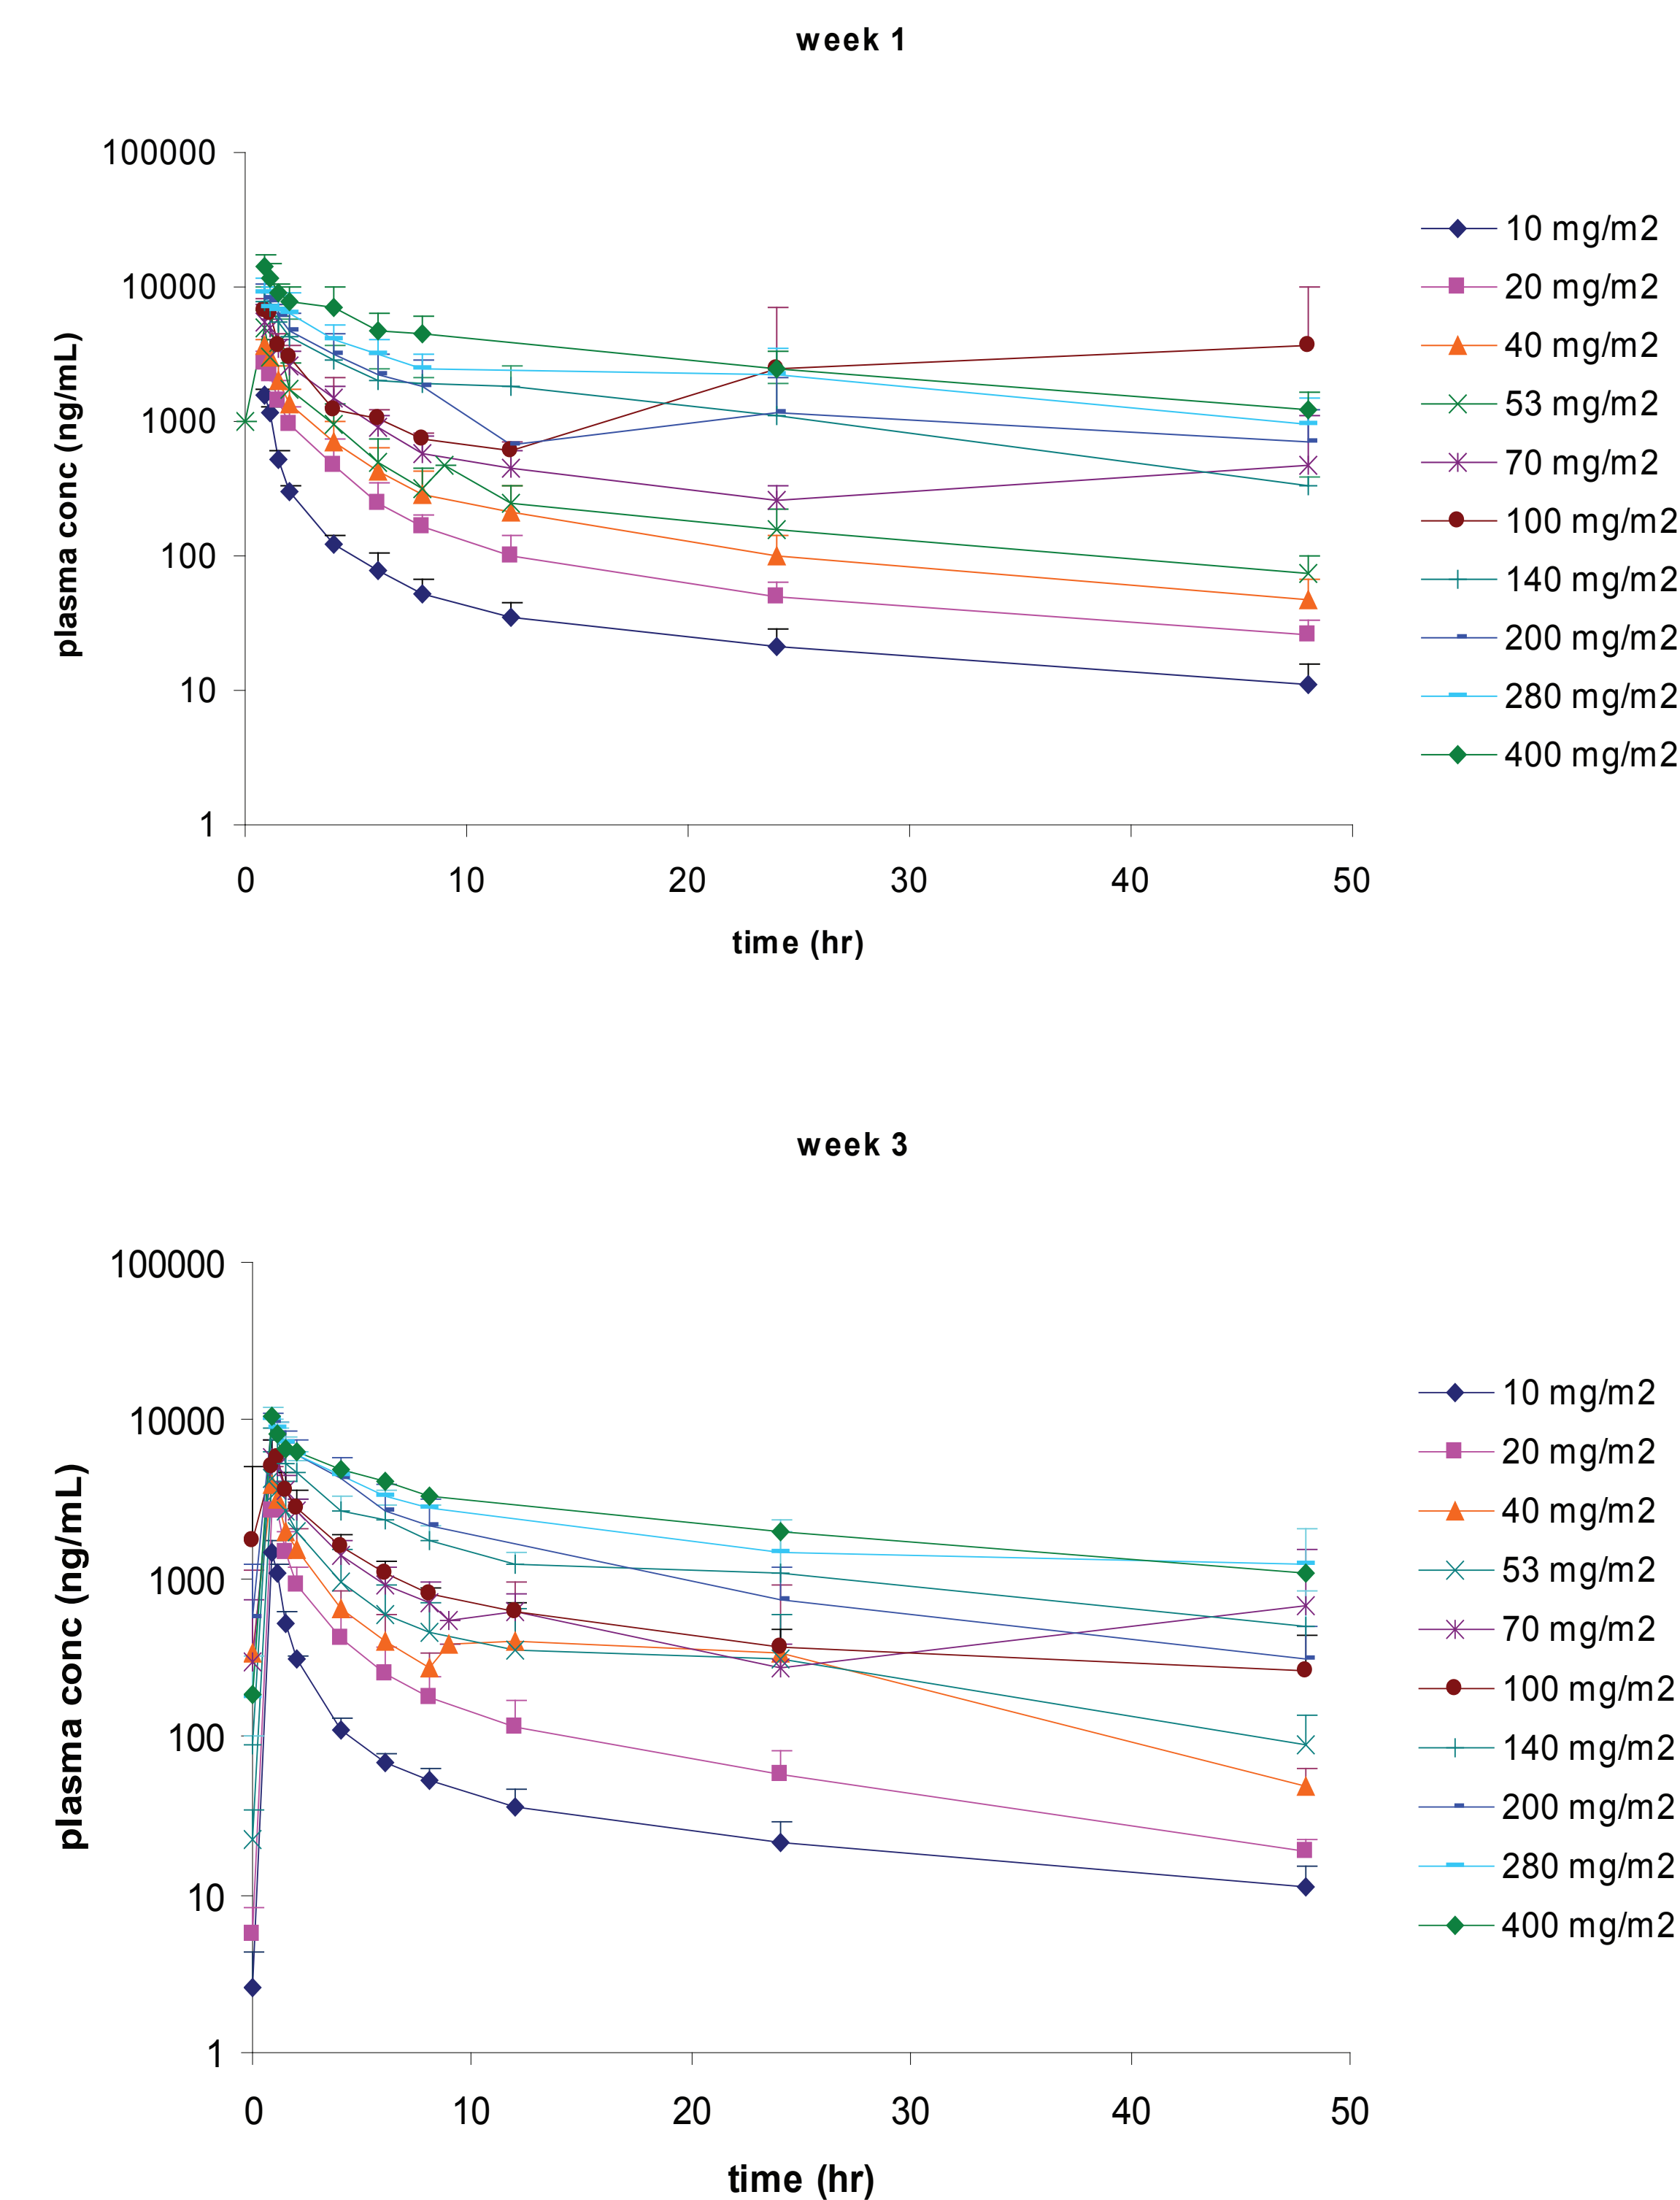 week 1
plasma conc (ng/mL)
100000
10000
1000
100
10
1
0 10 20 30 40 50
time (hr)
10 mg/m2
20 mg/m2
40 mg/m2
53 mg/m2
70 mg/m2
100 mg/m2
140 mg/m2
200 mg/m2
280 mg/m2
400 mg/m2
week 3
plasma conc (ng/mL)
100000
10000
1000
100
10
1
0 10 20 30 40 50
time (hr)
10 mg/m2
20 mg/m2
40 mg/m2
53 mg/m2
70 mg/m2
100 mg/m2
140 mg/m2
200 mg/m2
280 mg/m2
400 mg/m2